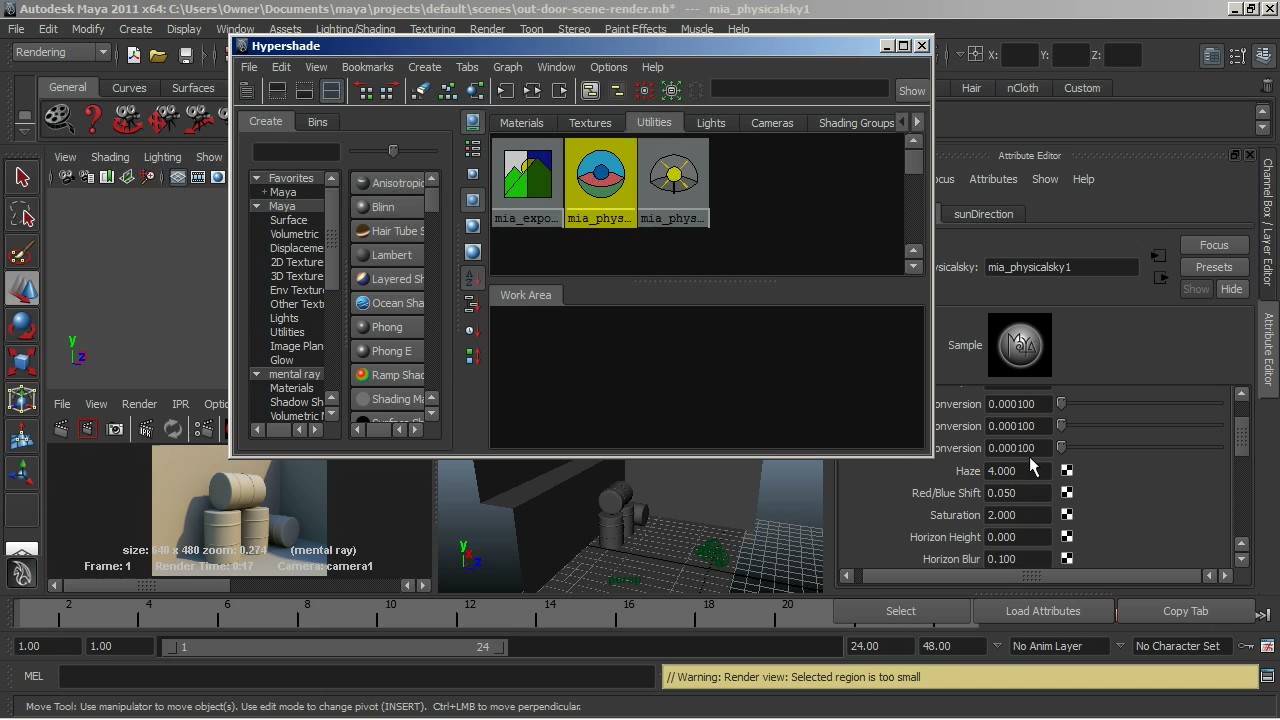 Autodesk Maya 2011 x64: C:\Users\Owner\Documents\maya\projects\default\scenes\out-door-scene-render.mb* --- mia_physicalsky1
File Edit Modify Create Display Window Assets Lighting/Shading Texturing Render Toon Stereo Paint Effects Muscle Help
Rendering
X: Y: Z:
Hypershade
File Edit View Bookmarks Create Tabs Graph Window Options Help
Show
General Curves Surfaces
Hair nCloth Custom
Create Bins
Materials Textures Utilities Lights Cameras Shading Groups
View Shading Lighting Show
Attribute Editor
ocus Attributes Show Help
sunDirection
Favorites
+ Maya
Maya
Surface
Volumetric
Displaceme
2D Texture
3D Texture
Env Texture
Other Text
Lights
Utilities
Image Plan
Glow
mental ray
Materials
Shadow Sh
Volumetric
Anisotropic
Blinn
Hair Tube S
Lambert
Layered Sh
Ocean Sha
Phong
Phong E
Ramp Shad
Shading Ma
mia_expo... mia_phys... mia_phys...
Work Area
ysicalsky: mia_physicalsky1
Focus
Presets
Show Hide
Sample
MAYA
onversion 0.000100
onversion 0.000100
onversion 0.000100
Haze 4.000
Red/Blue Shift 0.050
Saturation 2.000
Horizon Height 0.000
Horizon Blur 0.100
Channel Box / Layer Editor
Attribute Editor
y
z
File View Render IPR Optio
size: 640 x 480 zoom: 0.274 (mental ray)
Frame: 1 Render Time: 0:17 Camera: camera1
y
x
z
persp
Select Load Attributes Copy Tab
2 4 6 8 10 12 14 16 18 20
1.00 1.00 1 24 24.00 48.00 No Anim Layer No Character Set
MEL
// Warning: Render view: Selected region is too small
Move Tool: Use manipulator to move object(s). Use edit mode to change pivot (INSERT). Ctrl+LMB to move perpendicular.